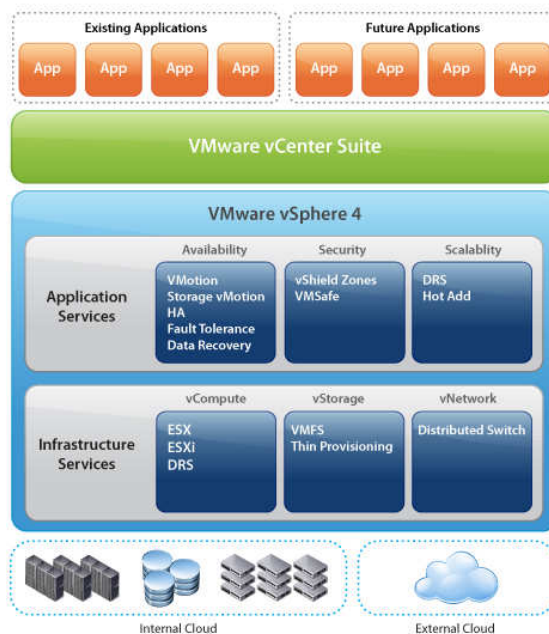 Existing Applications
Future Applications
App App App App
App App App App
VMware vCenter Suite
VMware vSphere 4
Availability
Security
Scalablity
Application
Services
VMotion
Storage vMotion
HA
Fault Tolerance
Data Recovery
vShield Zones
VMSafe
DRS
Hot Add
vCompute
vStorage
vNetwork
Infrastructure
Services
ESX
ESXi
DRS
VMFS
Thin Provisioning
Distributed Switch
Internal Cloud
External Cloud